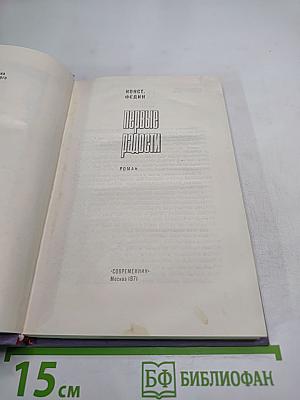 КОНСТ.
ФЕДИН
Первые
радости
РОМАН
«СОВРЕМЕННИК»
Москва 1971
15 СМ
БФ БИБЛИОФАН